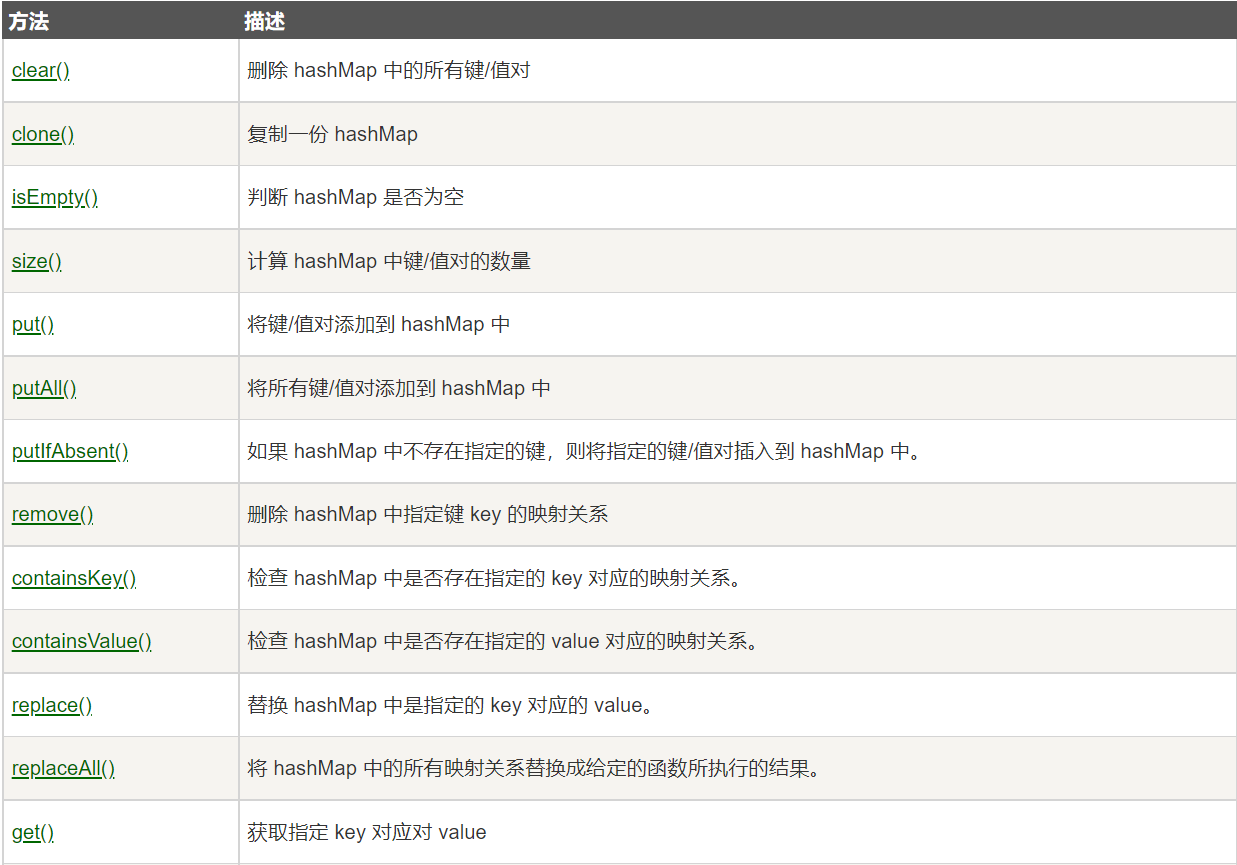 方法 描述
clear() 删除 hashMap 中的所有键/值对
clone() 复制一份 hashMap
isEmpty() 判断 hashMap 是否为空
size() 计算 hashMap 中键/值对的数量
put() 将键/值对添加到 hashMap 中
putAll() 将所有键/值对添加到 hashMap 中
putIfAbsent() 如果 hashMap 中不存在指定的键，则将指定的键/值对插入到 hashMap 中。
remove() 删除 hashMap 中指定键 key 的映射关系
containsKey() 检查 hashMap 中是否存在指定的 key 对应的映射关系。
containsValue() 检查 hashMap 中是否存在指定的 value 对应的映射关系。
replace() 替换 hashMap 中是指定的 key 对应的 value。
replaceAll() 将 hashMap 中的所有映射关系替换成给定的函数所执行的结果。
get() 获取指定 key 对应对 value